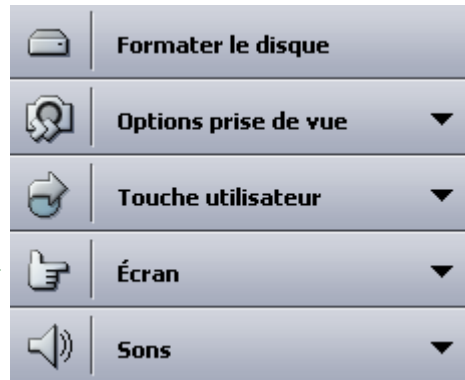 Formater le disque
Options prise de vue
Touche utilisateur
Écran
Sons